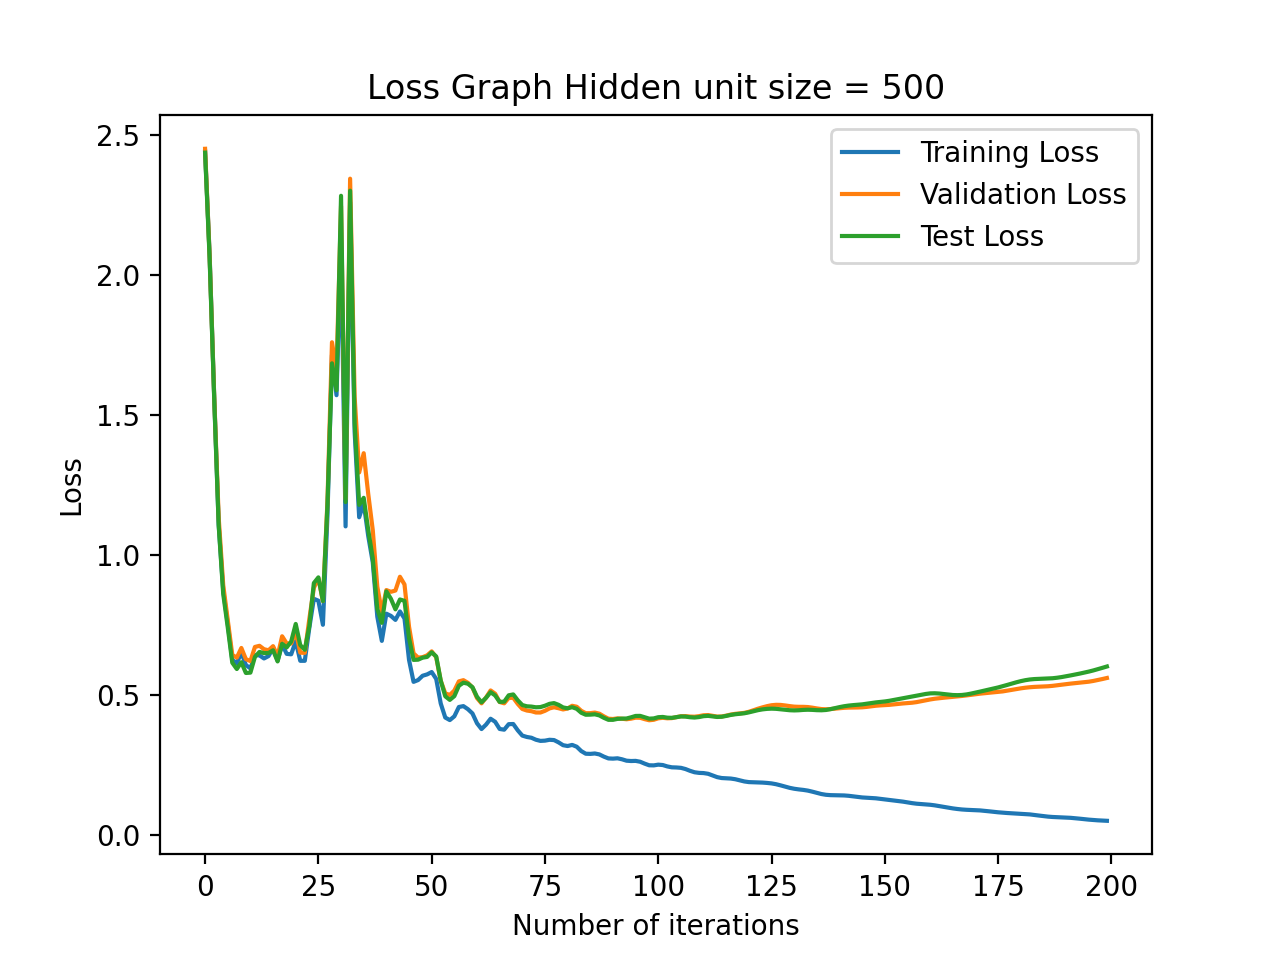 Loss Graph Hidden unit size = 500
2.5
2.0
1.5
1.0
0.5
0.0
Loss
Training Loss
Validation Loss
Test Loss
0 25 50 75 100 125 150 175 200
Number of iterations